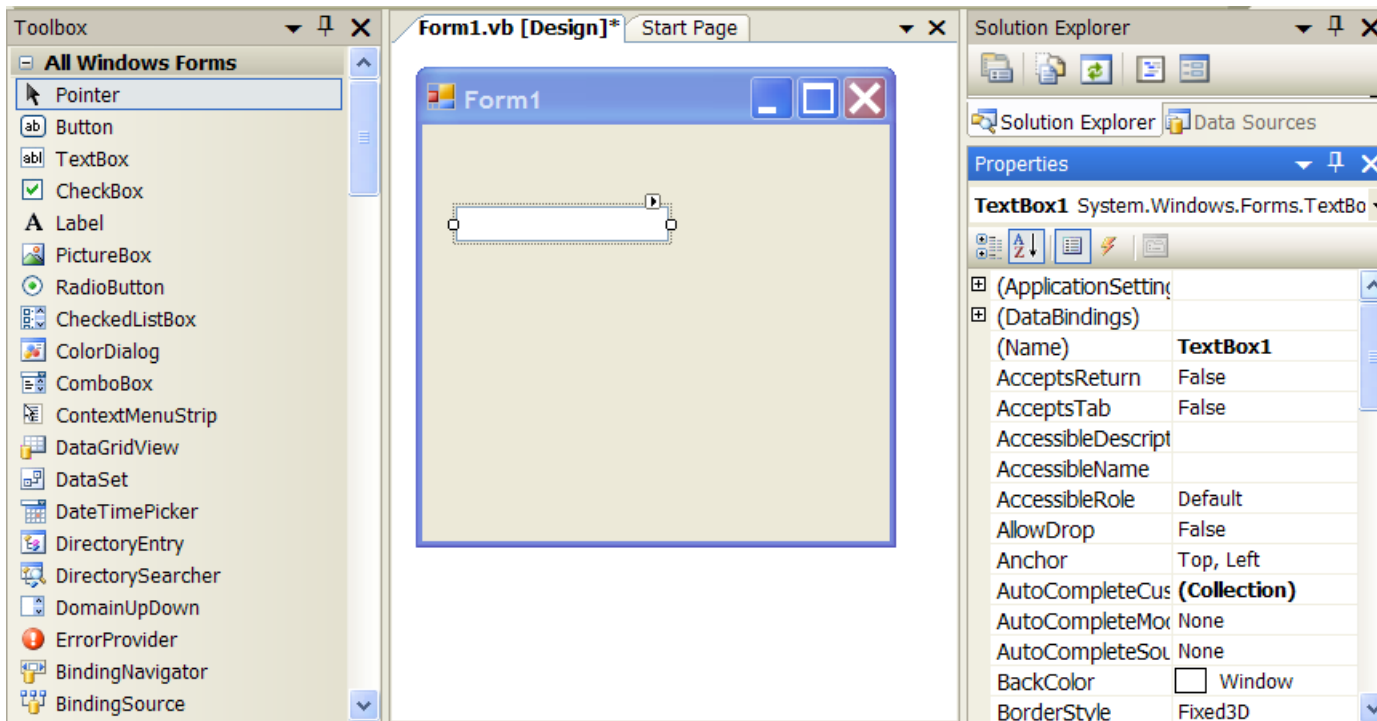 Toolbox
All Windows Forms
Pointer
Button
TextBox
CheckBox
A Label
PictureBox
RadioButton
CheckedListBox
ColorDialog
ComboBox
ContextMenuStrip
DataGridView
DataSet
DateTimePicker
DirectoryEntry
DirectorySearcher
DomainUpDown
ErrorProvider
BindingNavigator
BindingSource
Form1.vb [Design]* Start Page
Form1
Solution Explorer
Solution Explorer Data Sources
Properties
TextBox1 System.Windows.Forms.TextBo
(ApplicationSetting
(DataBindings)
(Name) TextBox1
AcceptsReturn False
AcceptsTab False
AccessibleDescript
AccessibleName
AccessibleRole Default
AllowDrop False
Anchor Top, Left
AutoCompleteCus (Collection)
AutoCompleteMod None
AutoCompleteSou None
BackColor Window
BorderStyle Fixed3D